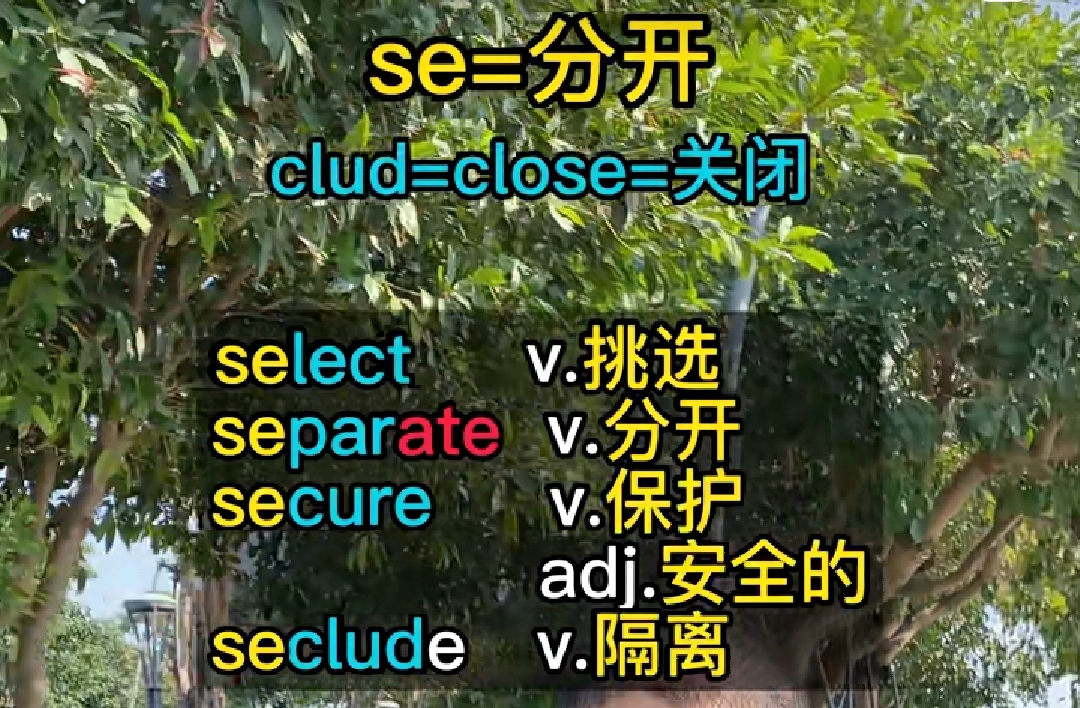 se=分开
clud=close=关闭
select v.挑选
separate v.分开
secure v.保护
adj.安全的
seclude v.隔离